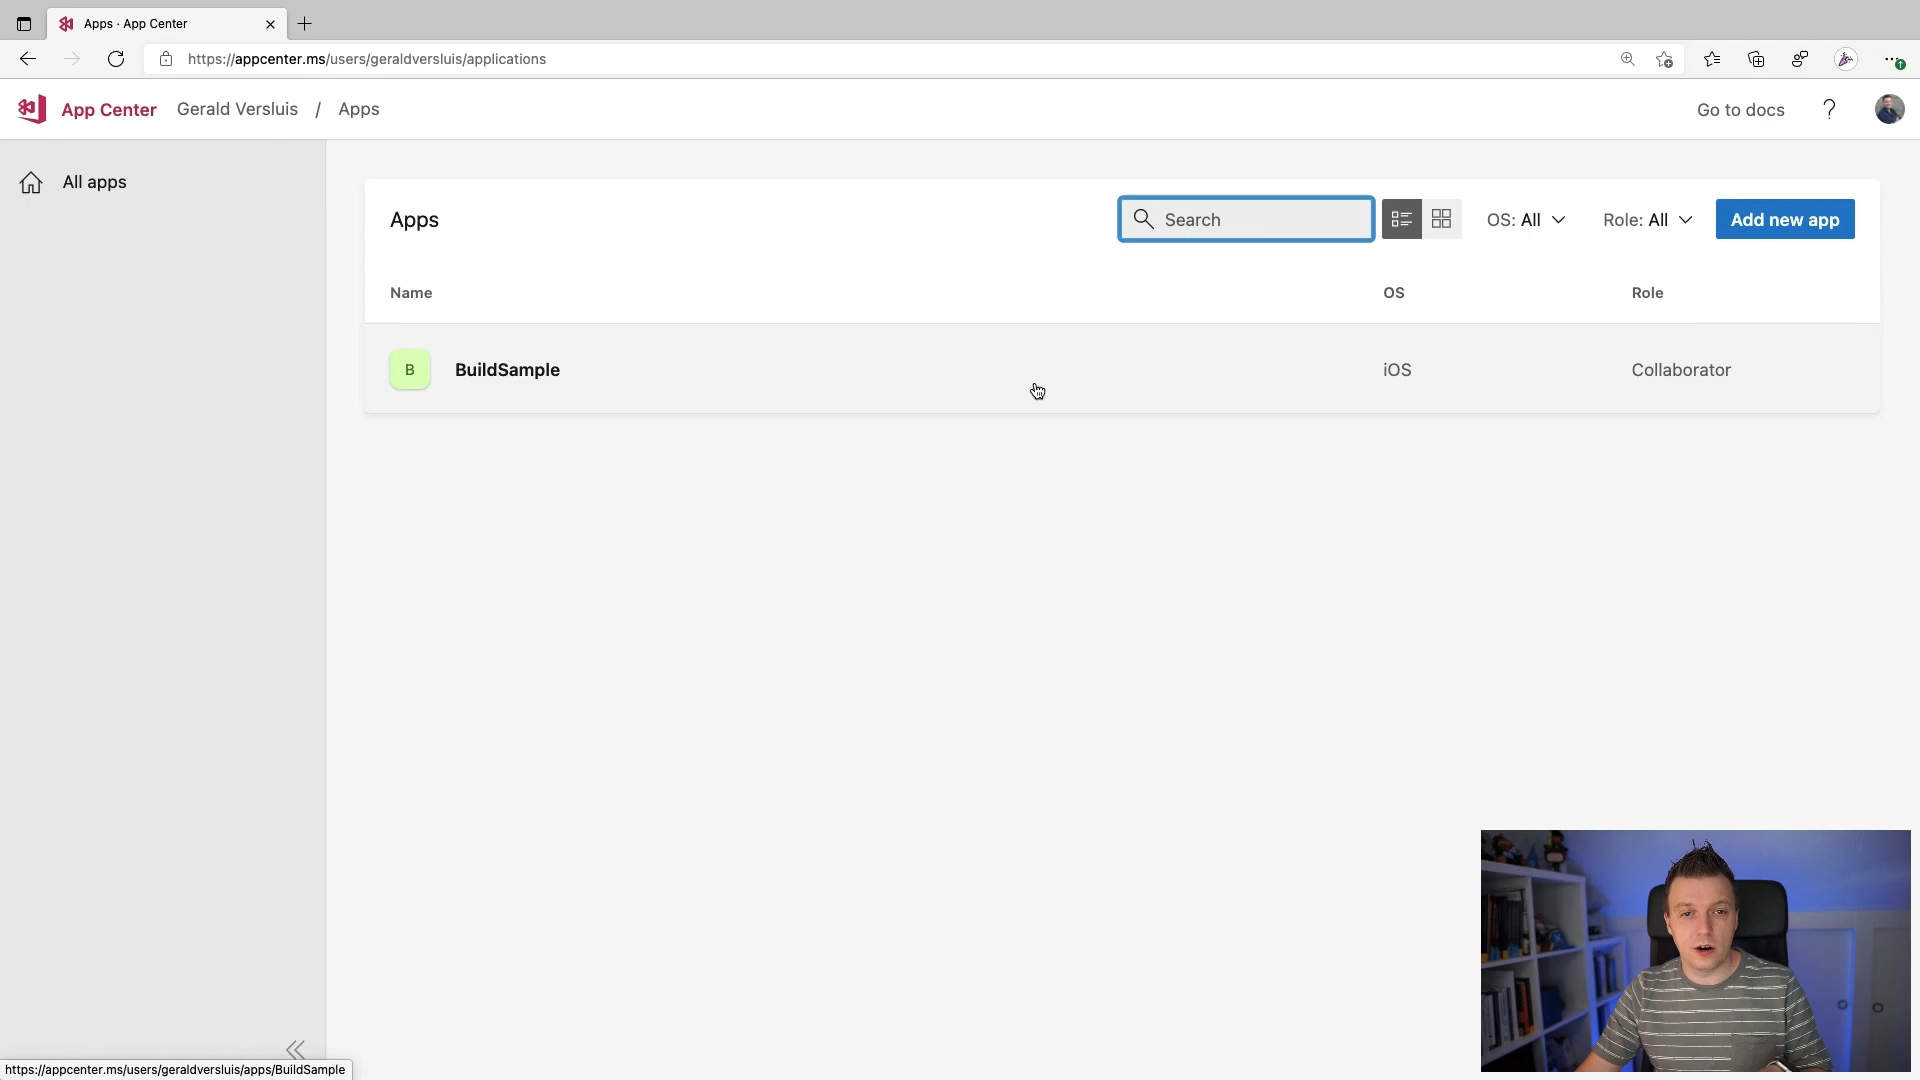 Apps · App Center
https://appcenter.ms/users/geraldversluis/applications
App Center Gerald Versluis / Apps Go to docs ?
All apps
Apps Search OS: All Role: All Add new app
Name OS Role
B BuildSample iOS Collaborator
https://appcenter.ms/users/geraldversluis/apps/BuildSample